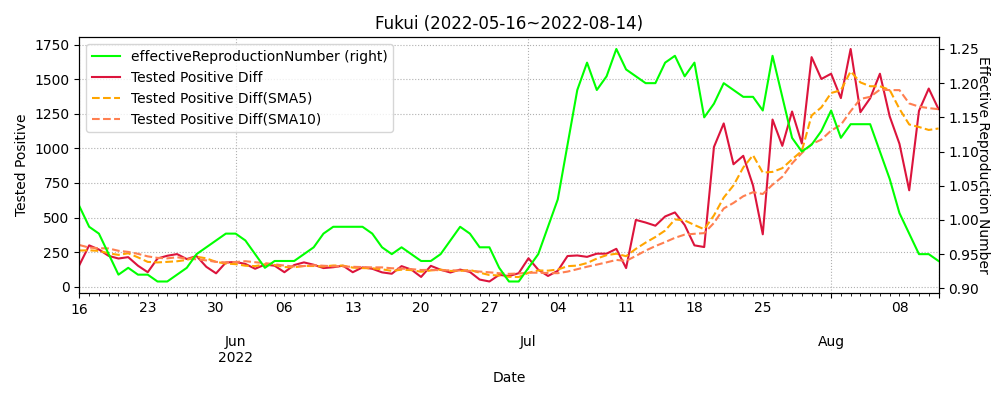 Fukui (2022-05-16~2022-08-14)
effectiveReproductionNumber (right)
Tested Positive Diff
Tested Positive Diff(SMA5)
Tested Positive Diff(SMA10)
Tested Positive
1750
1500
1250
1000
750
500
250
0
Effective Reproduction Number
1.25
1.20
1.15
1.10
1.05
1.00
0.95
0.90
16 23 30 06 13 20 27 04 11 18 25 08
Jun Jul Aug
2022
Date